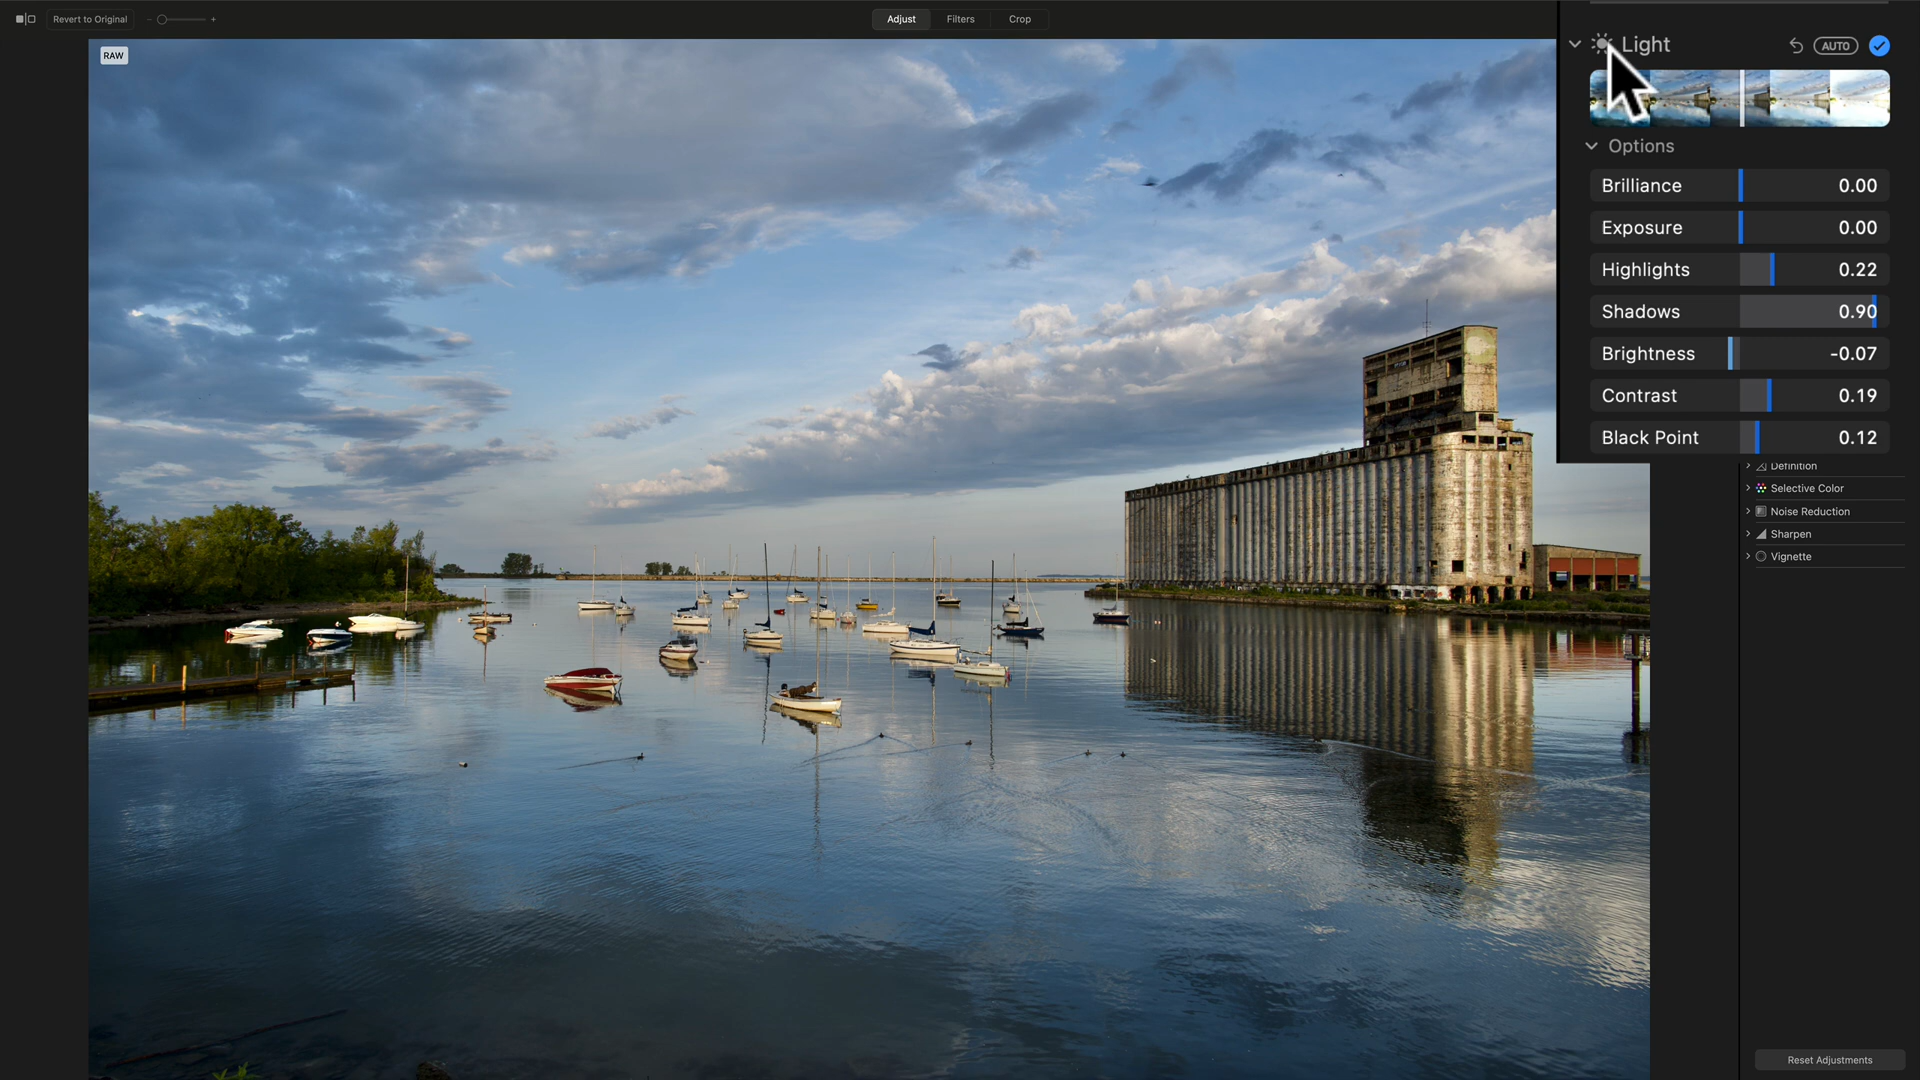 Revert to Original
Adjust
Filters
Crop
RAW
Light
AUTO
Options
Brilliance 0.00
Exposure 0.00
Highlights 0.22
Shadows 0.90
Brightness -0.07
Contrast 0.19
Black Point 0.12
Definition
Selective Color
Noise Reduction
Sharpen
Vignette
Reset Adjustments